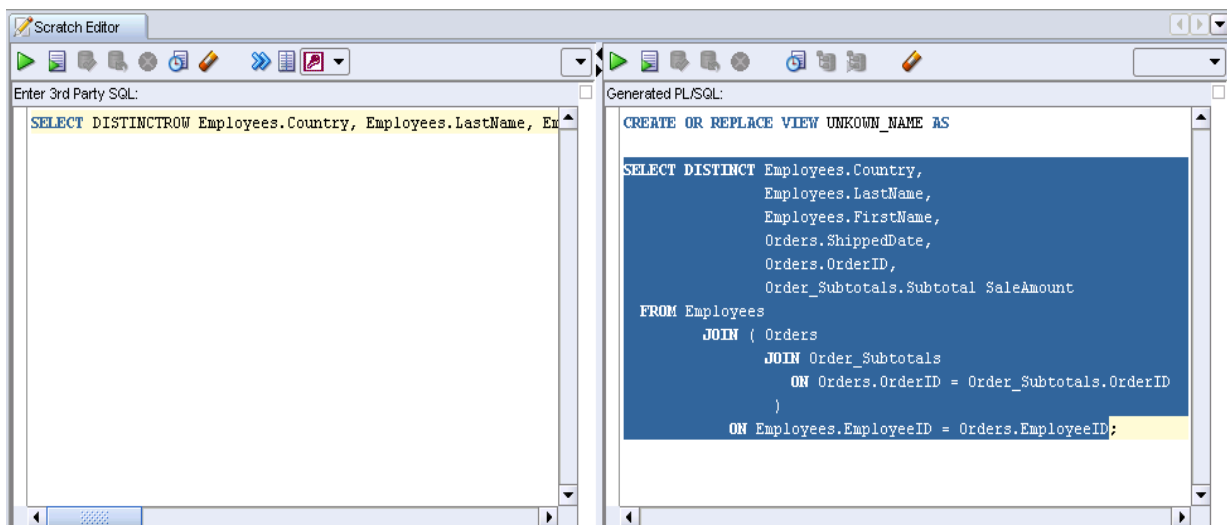 Scratch Editor
Enter 3rd Party SQL:
SELECT DISTINCTROW Employees.Country, Employees.LastName, Em
Generated PL/SQL:
CREATE OR REPLACE VIEW UNKOWN_NAME AS
SELECT DISTINCT Employees.Country,
Employees.LastName,
Employees.FirstName,
Orders.ShippedDate,
Orders.OrderID,
Order_Subtotals.Subtotal SaleAmount
FROM Employees
JOIN ( Orders
JOIN Order_Subtotals
ON Orders.OrderID = Order_Subtotals.OrderID
)
ON Employees.EmployeeID = Orders.EmployeeID;